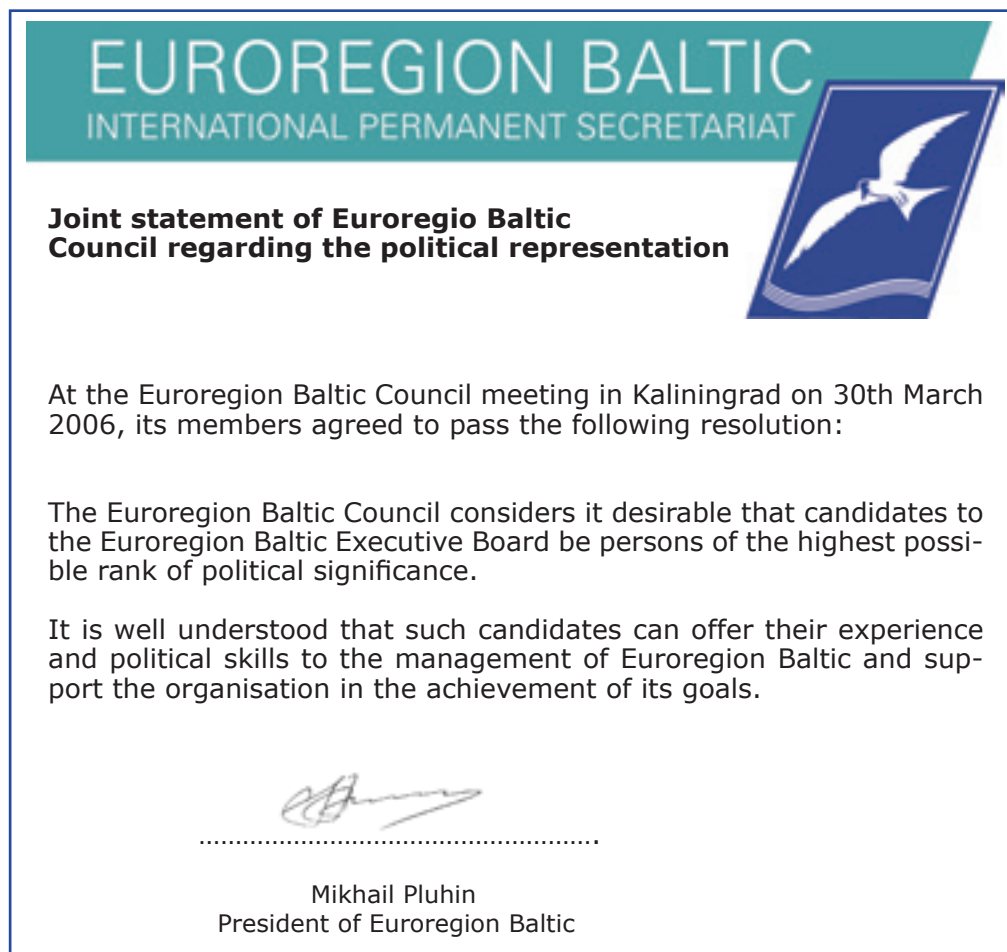 EUROREGION BALTIC
INTERNATIONAL PERMANENT SECRETARIAT
Joint statement of Euroregio Baltic
Council regarding the political representation
At the Euroregion Baltic Council meeting in Kaliningrad on 30th March
2006, its members agreed to pass the following resolution:
The Euroregion Baltic Council considers it desirable that candidates to
the Euroregion Baltic Executive Board be persons of the highest possi-
ble rank of political significance.
It is well understood that such candidates can offer their experience
and political skills to the management of Euroregion Baltic and sup-
port the organisation in the achievement of its goals.
……………………………………………….
Mikhail Pluhin
President of Euroregion Baltic